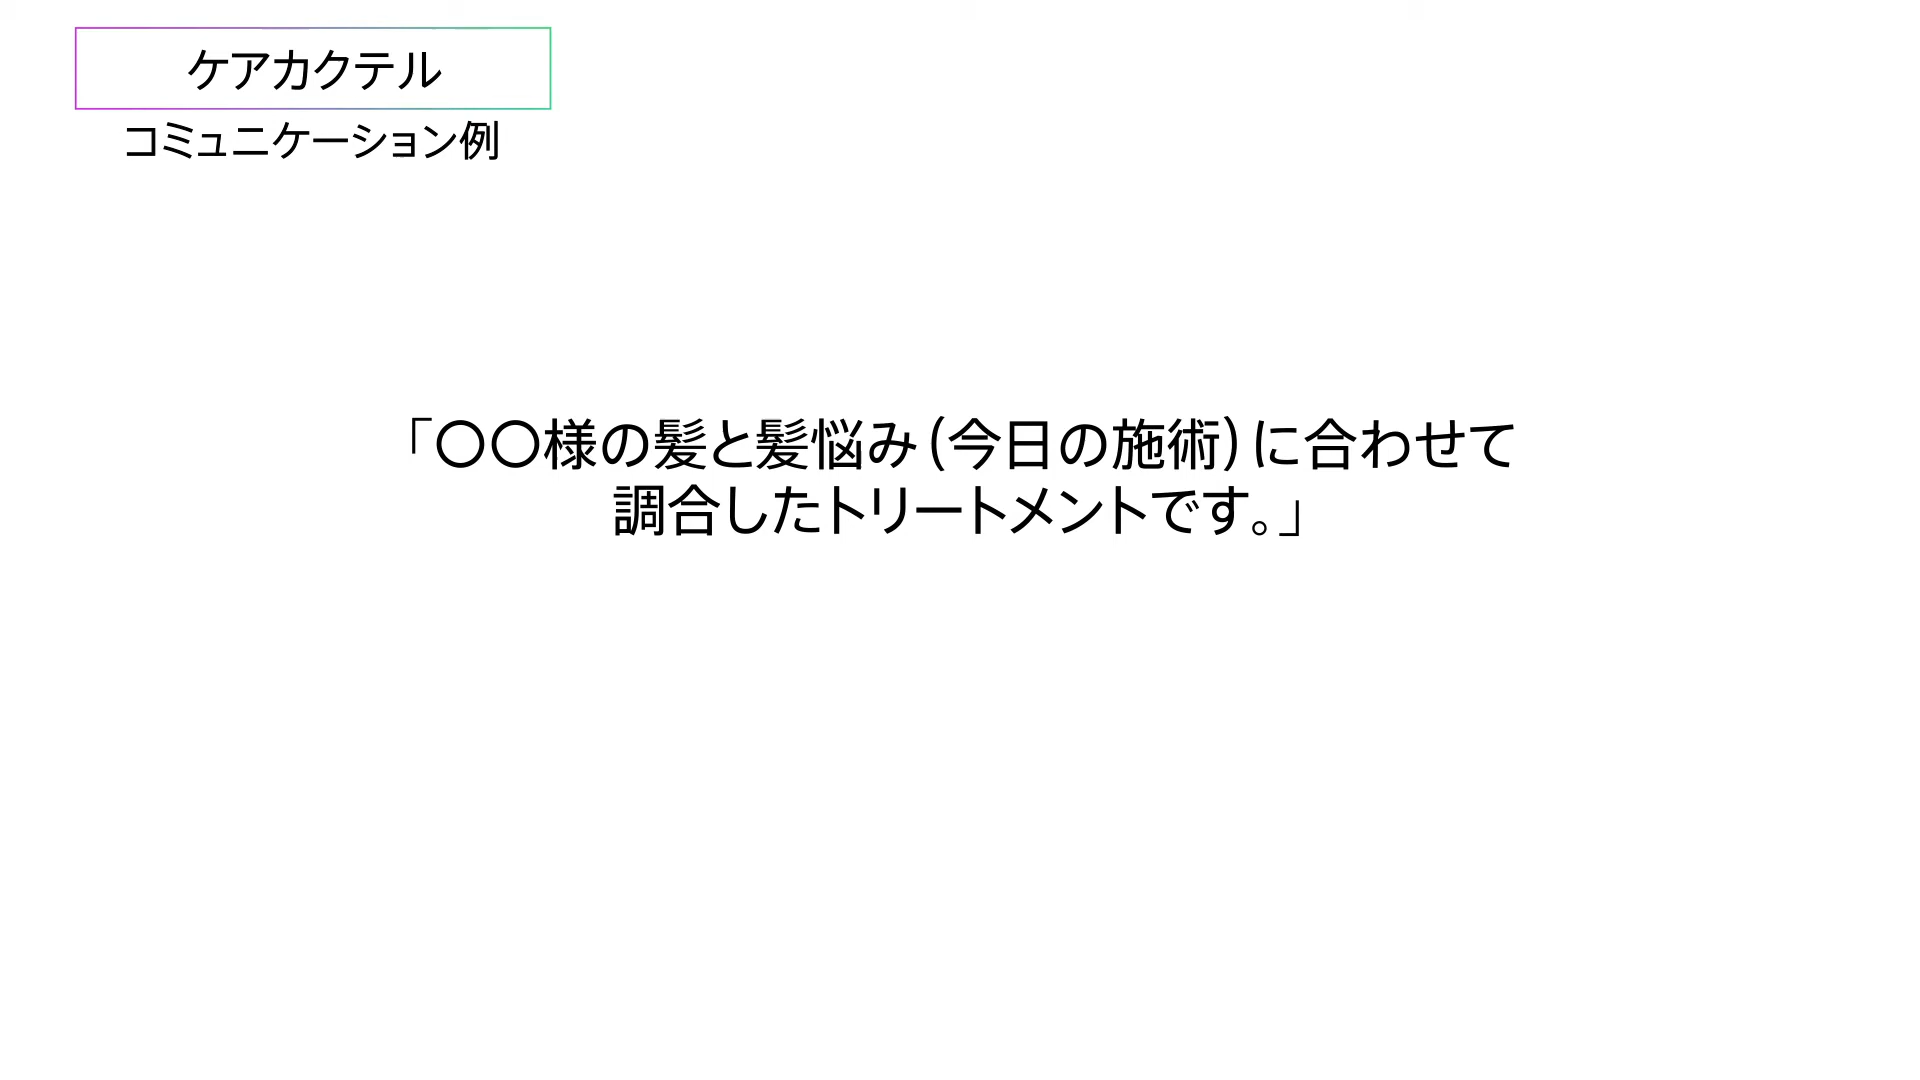 ケアカクテル
コミュニケーション例
「〇〇様の髪と髪悩み(今日の施術)に合わせて
調合したトリートメントです。」